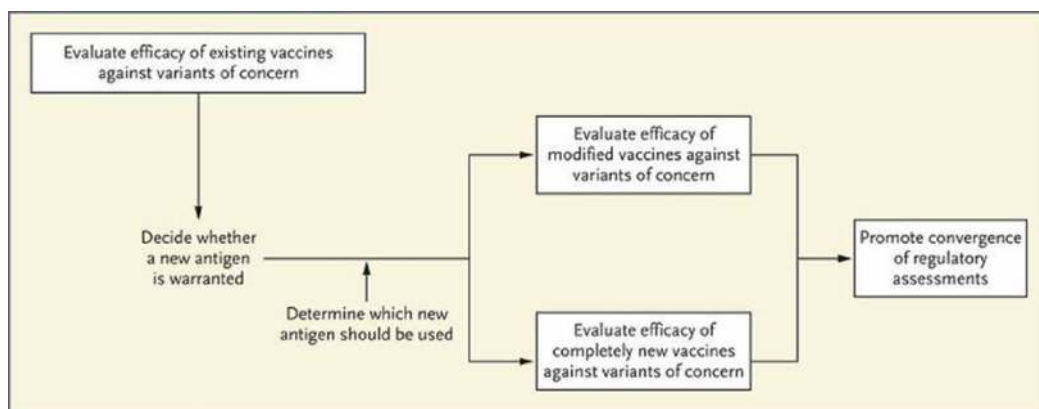 Evaluate efficacy of existing vaccines
against variants of concern
Decide whether
a new antigen
is warranted
Determine which new
antigen should be used
Evaluate efficacy of
modified vaccines against
variants of concern
Evaluate efficacy of
completely new vaccines
against variants of concern
Promote convergence
of regulatory
assessments